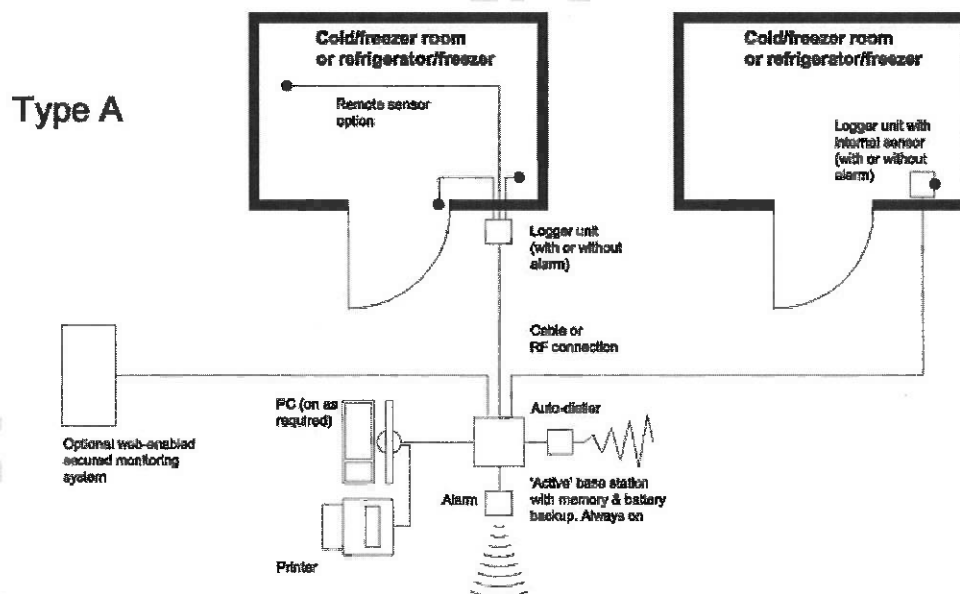 Type A
Cold/freezer room
or refrigerator/freezer
Remote sensor
option
Logger unit
(with or without
alarm)
Cold/freezer room
or refrigerator/freezer
Logger unit with
internal sensor
(with or without
alarm)
Cable or
RF connection
Optional web-enabled
secured monitoring
system
PC (on as
required)
Auto-dialler
Alarm
'Active' base station
with memory & battery
backup. Always on
Printer